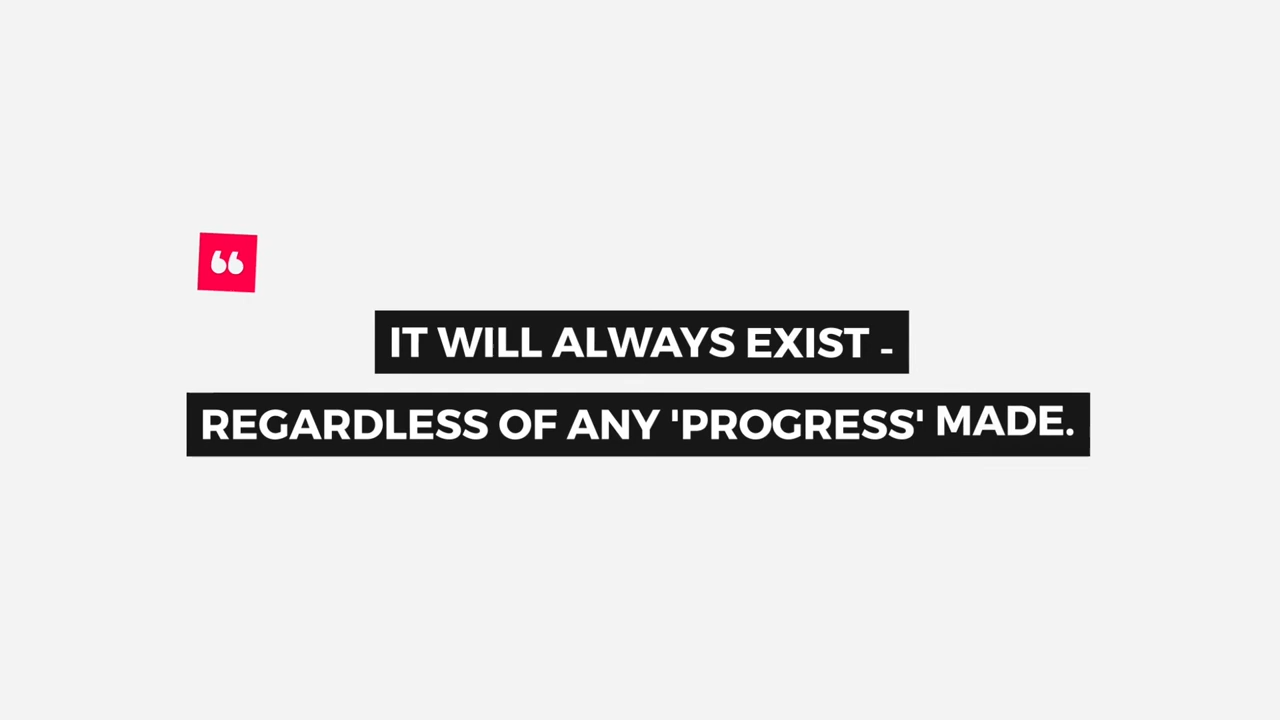 ❝
IT WILL ALWAYS EXIST -
REGARDLESS OF ANY 'PROGRESS' MADE.